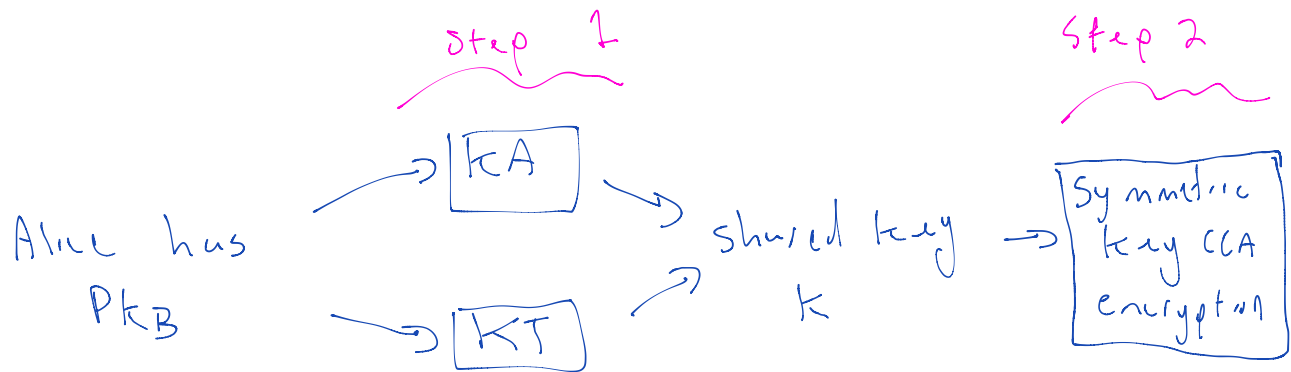 Step 1
Step 2
KA
Alice has
PKB
shared key
K
KT
Symmetric
key CCA
encryption